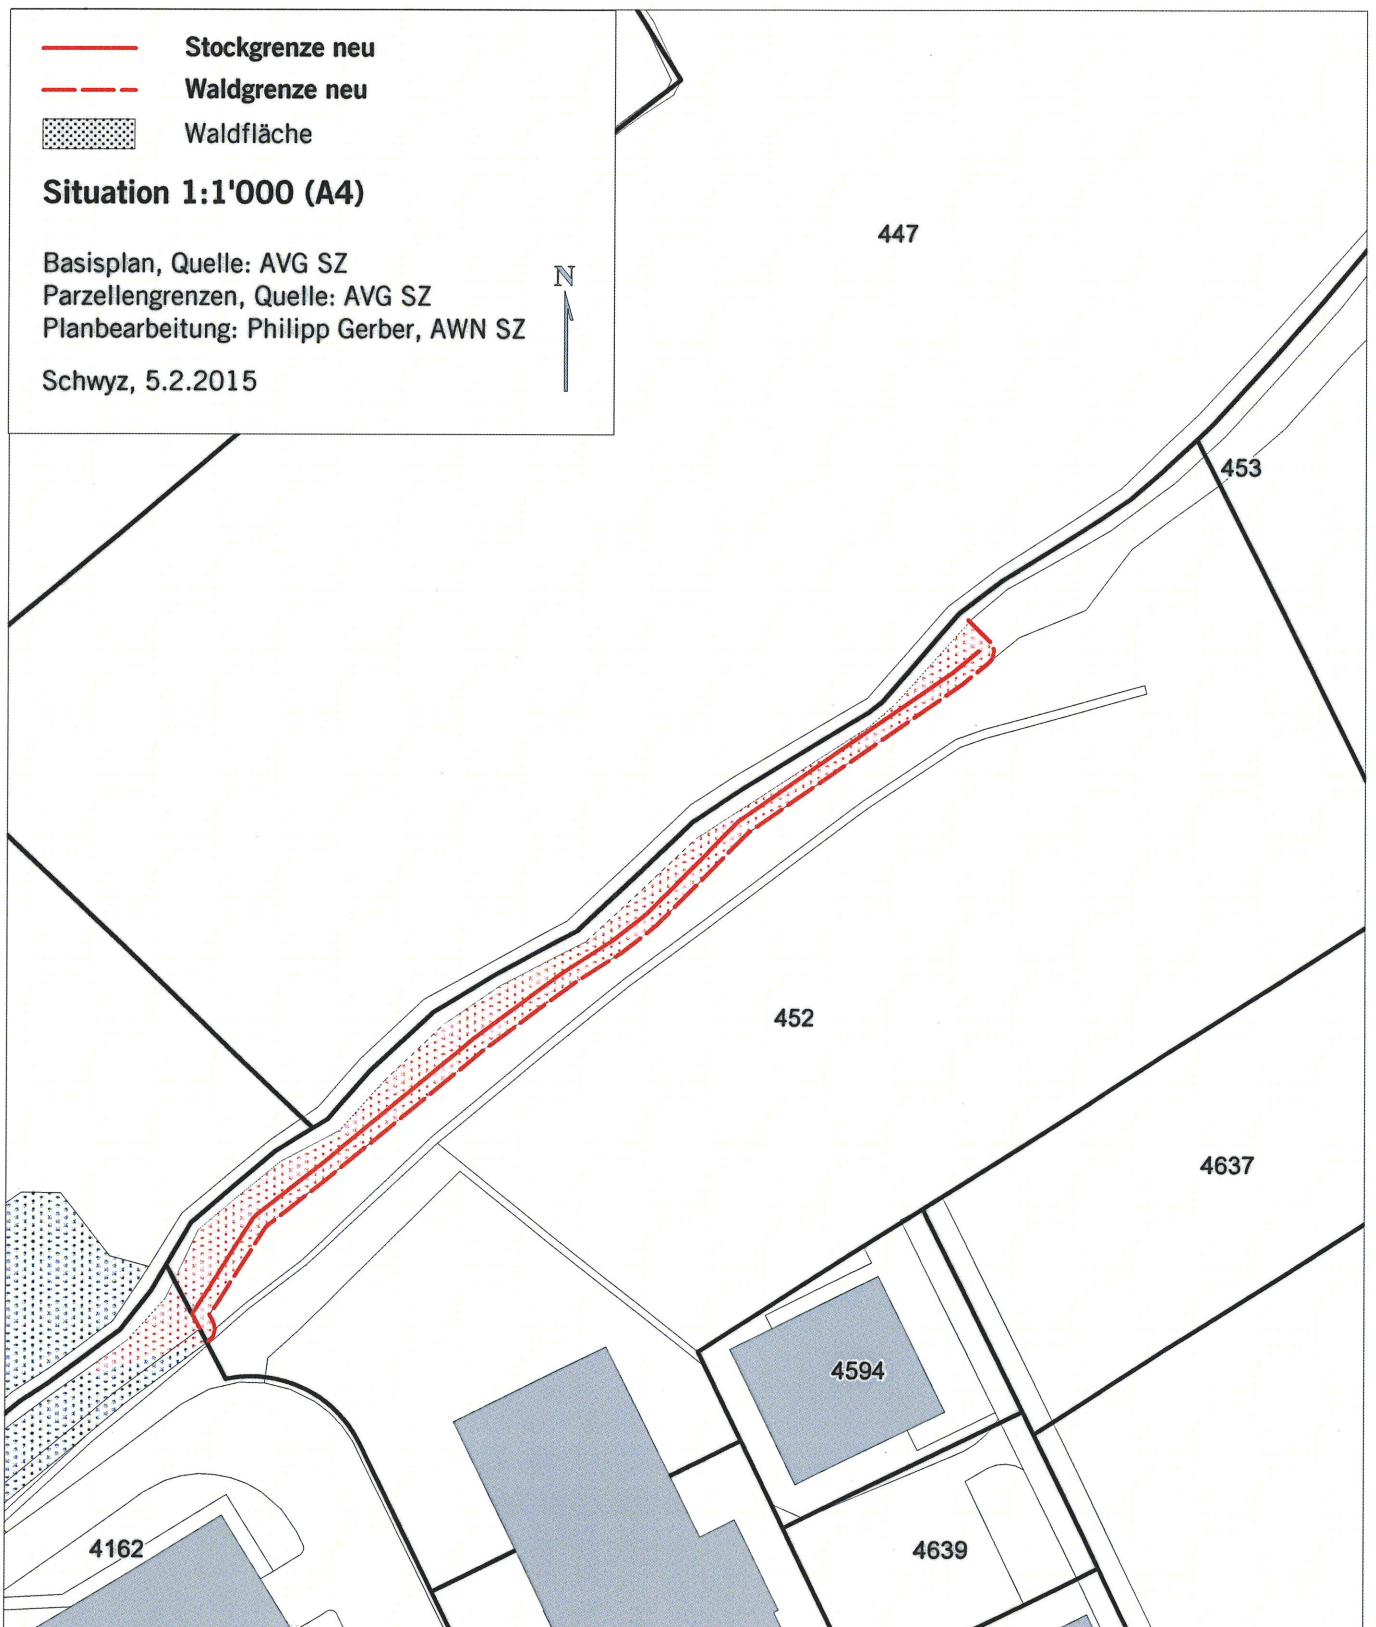 Stockgrenze neu
Waldgrenze neu
Waldfläche
Situation 1:1'000 (A4)
Basisplan, Quelle: AVG SZ
Parzellengrenzen, Quelle: AVG SZ
Planbearbeitung: Philipp Gerber, AWN SZ
Schwyz, 5.2.2015
N
447
453
452
4637
4594
4162
4639